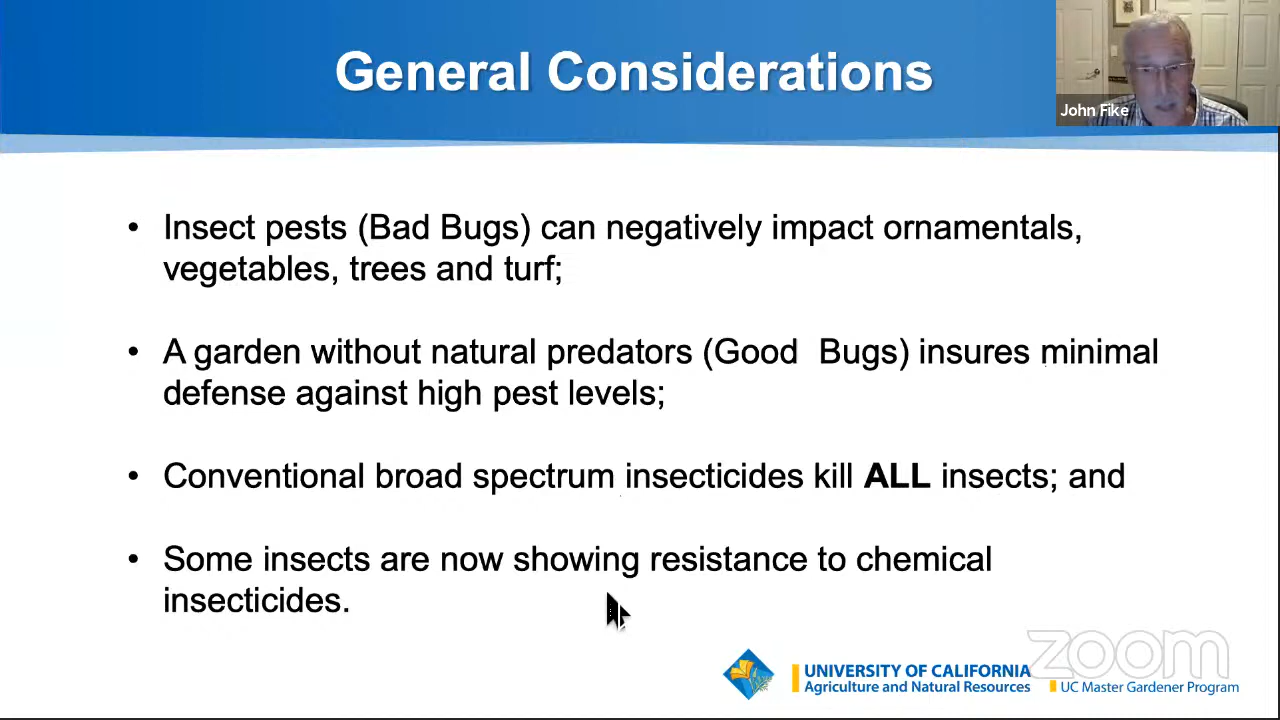 General Considerations
John Fike
• Insect pests (Bad Bugs) can negatively impact ornamentals,
vegetables, trees and turf;
• A garden without natural predators (Good  Bugs) insures minimal
defense against high pest levels;
• Conventional broad spectrum insecticides kill ALL insects; and
• Some insects are now showing resistance to chemical
insecticides.
zoom
UNIVERSITY OF CALIFORNIA
Agriculture and Natural Resources
UC Master Gardener Program